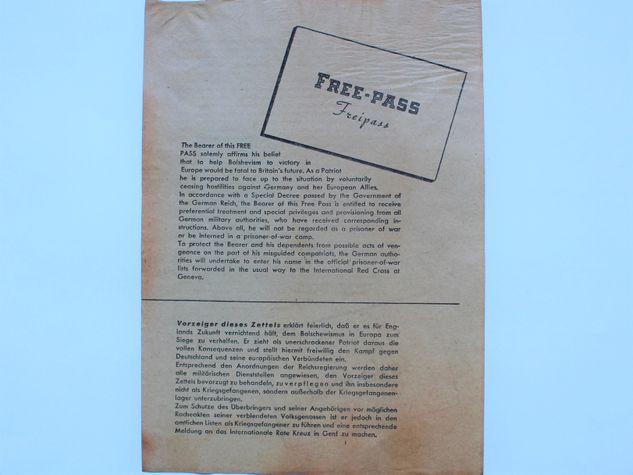 FREE-PASS
Freipass
The Bearer of this FREE
PASS solemly affirms his belief
that to help Bolshevism to victory in
Europe would be fatal to Britain's future. As a Patriot
he is prepared to face up to the situation by voluntarily
ceasing hostilities against Germany and her European Allies.
In accordance with a Special Decree passed by the Government of
the German Reich, the Bearer of this Free Pass is entitled to receive
preferential treatment and special privileges and provisioning from all
German military authorities, who have received corresponding in-
structions. Above all, he will not be regarded as a prisoner of war
or be interned in a prisoner-of-war camp.
To protect the Bearer and his dependents from possible acts of ven-
geance on the part of his misguided compatriots, the German autho-
rities will undertake to enter his name in the official prisoner-of-war
lists forwarded in the usual way to the International Red Cross at
Geneva.
Vorzeiger dieses Zettels erklärt feierlich, daß er es für Eng-
lands Zukunft vernichtend hält, dem Bolschewismus in Europa zum
Siege zu verhelfen. Er zieht als unerschrockener Patriot daraus die
vollen Konsequenzen und stellt hiermit freiwillig den Kampf gegen
Deutschland und seine europäischen Verbündeten ein.
Entsprechend den Anordnungen der Reichsregierung werden daher
alle militärischen Dienststellen angewiesen, den Vorzeiger dieses
Zettels bevorzugt zu behandeln, zu verpflegen und ihn insbesondere
nicht als Kriegsgefangenen, sondern außerhalb der Kriegsgefangenen-
lager unterzubringen.
Zum Schutze des Überbringers und seiner Angehörigen vor möglichen
Racheakten seiner verblendeten Volksgenossen ist er jedoch in den
amtlichen Listen als Kriegsgefangener zu führen und eine entsprechende
Meldung an das Internationale Rote Kreuz in Genf zu machen.